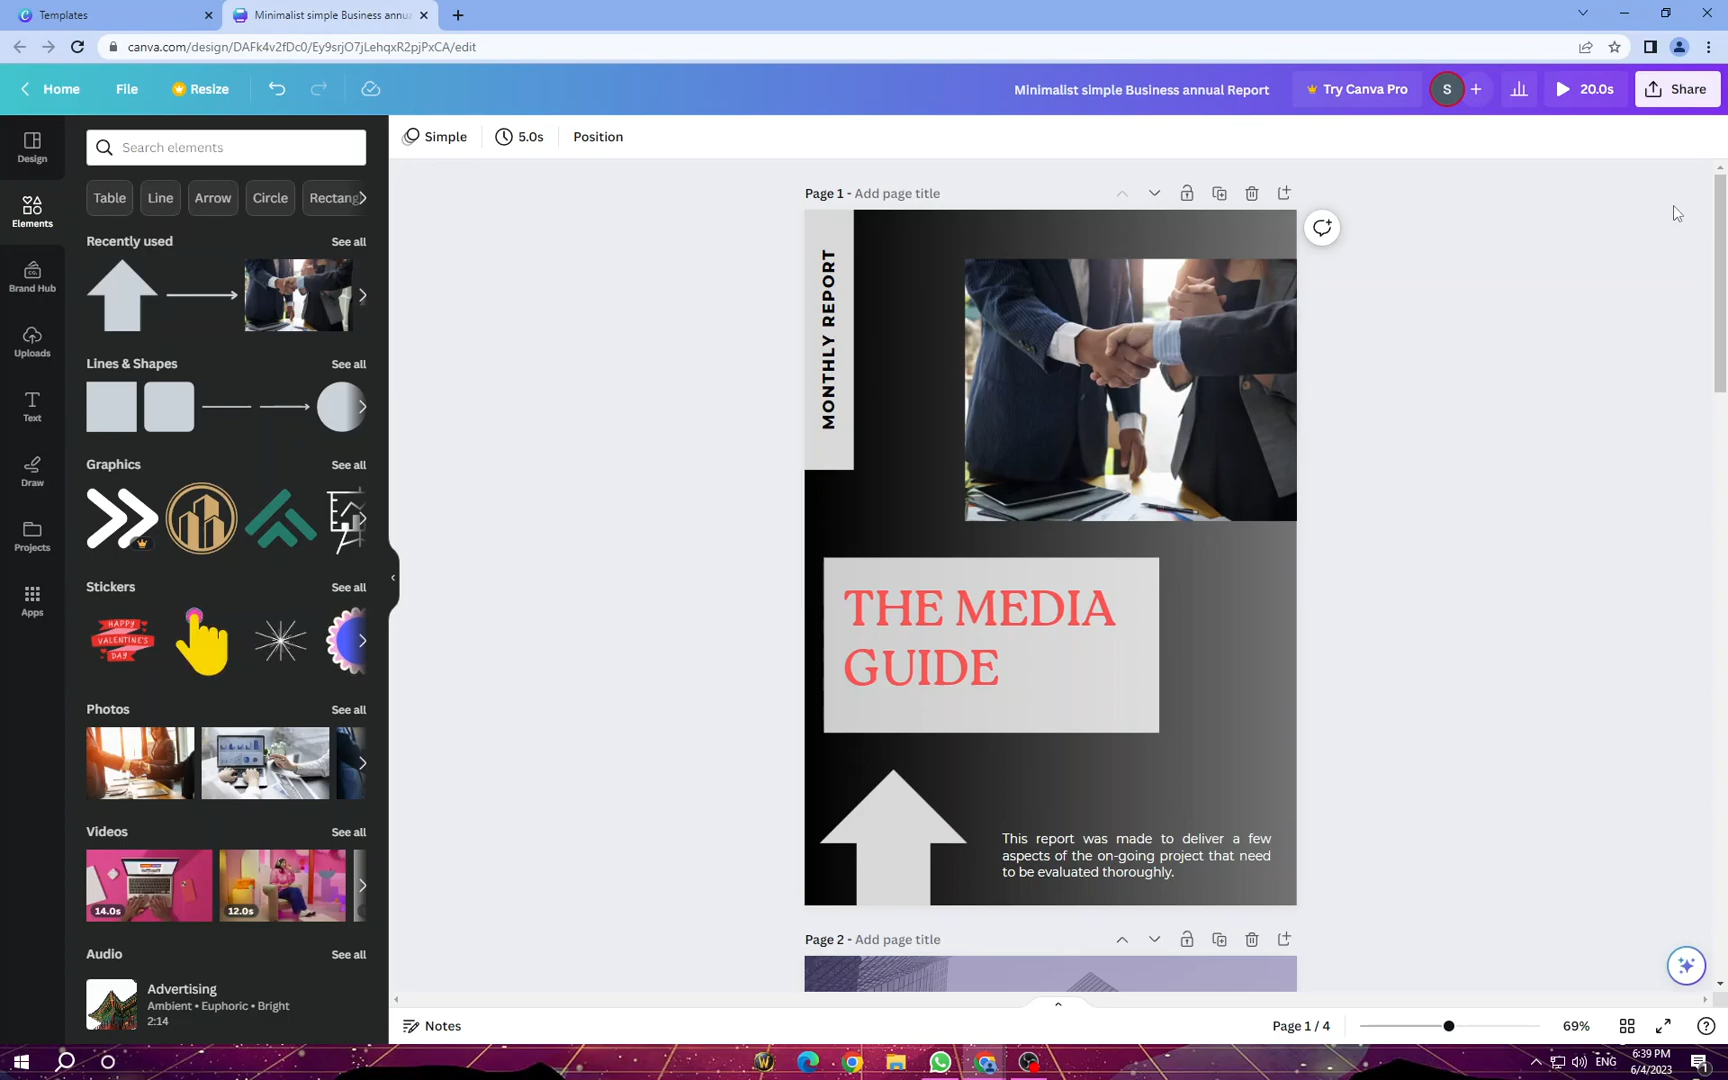 Templates
Minimalist simple Business annu
canva.com/design/DAFk4v2fDc0/Ey9srjO7jLehqxR2pjPxCA/edit
Home
File
Resize
Minimalist simple Business annual Report
Try Canva Pro
S
20.0s
Share
Simple
5.0s
Position
Design
Elements
Brand Hub
Uploads
Text
Draw
Projects
Apps
Search elements
Table
Line
Arrow
Circle
Rectang
Recently used
See all
Lines & Shapes
See all
Graphics
See all
Stickers
See all
HAPPY
VALENTINE'S
DAY
Photos
See all
Videos
See all
14.0s
12.0s
Audio
See all
Advertising
Ambient • Euphoric • Bright
2:14
Page 1 - Add page title
MONTHLY REPORT
THE MEDIA
GUIDE
This report was made to deliver a few
aspects of the on-going project that need
to be evaluated thoroughly.
Page 2 - Add page title
Notes
Page 1 / 4
69%
ENG
6:39 PM
6/4/2023